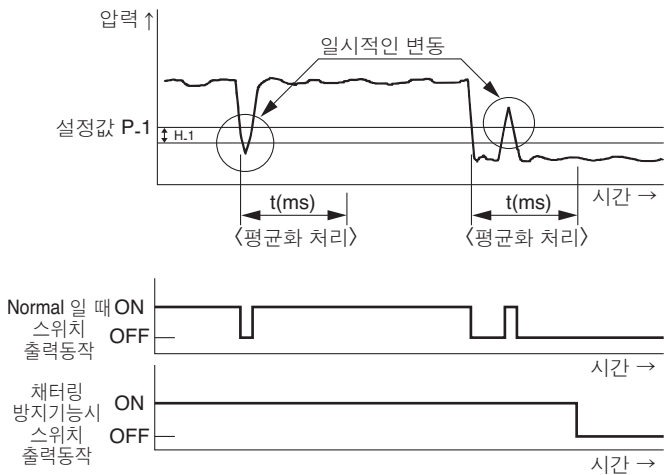 압력 ↑
일시적인 변동
설정값 P-1
H-1
시간 →
t(ms)
t(ms)
〈평균화 처리〉
〈평균화 처리〉
Normal 일 때
스위치
출력동작
ON
OFF
시간 →
채터링
방지기능시
스위치
출력동작
ON
OFF
시간 →